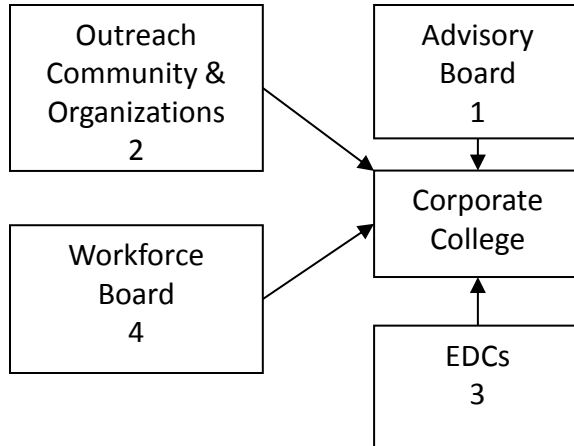 Outreach
Community &
Organizations
2
Advisory
Board
1
Corporate
College
Workforce
Board
4
EDCs
3